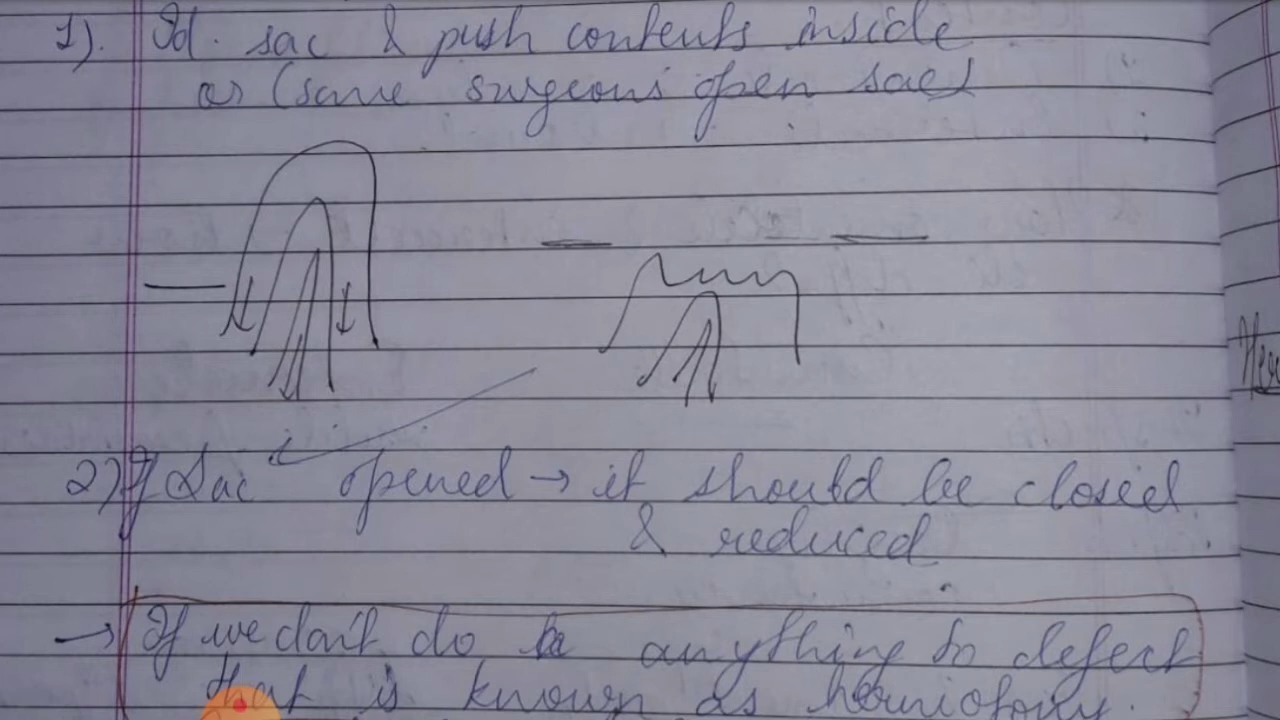 1). Id. sac & push contents inside
or (some surgeons open sac)
2) If Sac opened → it should be closed
& reduced
→ If we don't do anything to defect
that is known as herniotomy.